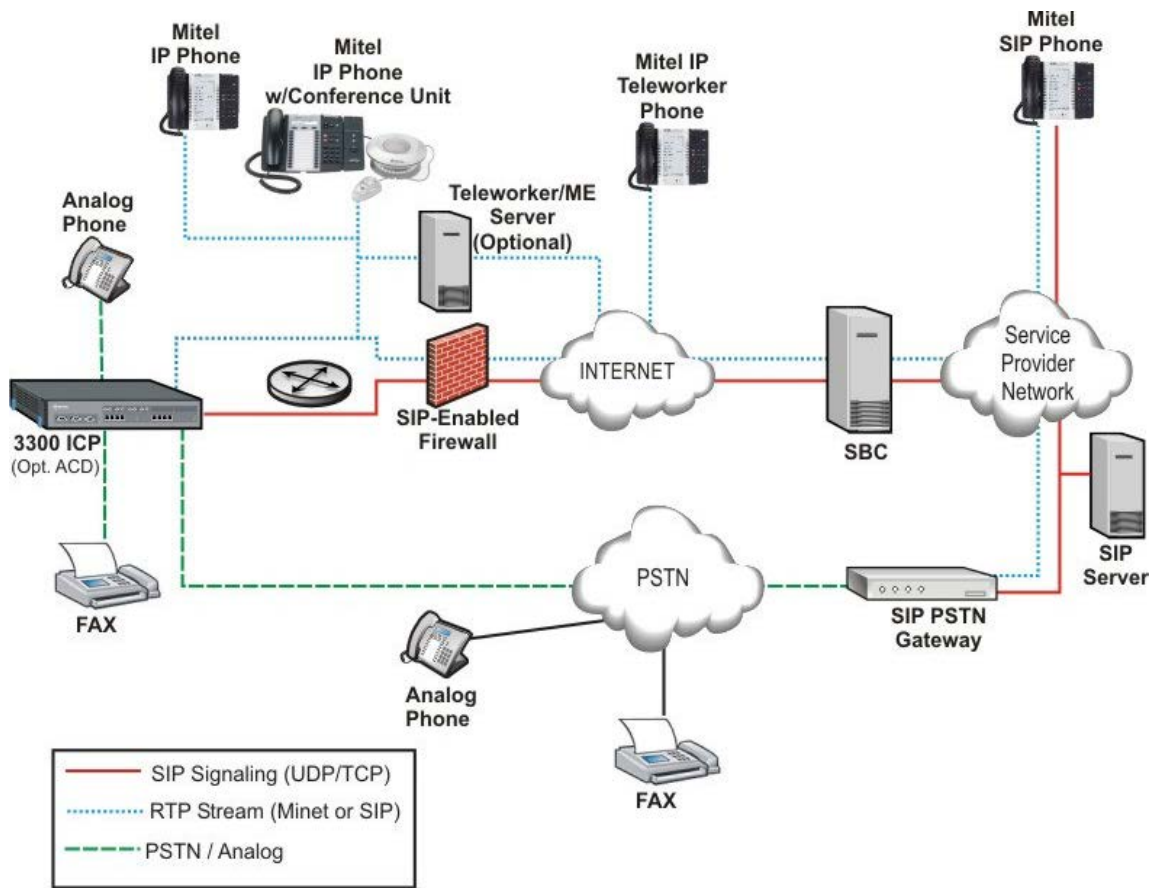 Mitel
IP Phone
Mitel
IP Phone
w/Conference Unit
Mitel IP
Teleworker
Phone
Mitel
SIP Phone
Analog
Phone
Teleworker/ME
Server
(Optional)
INTERNET
Service
Provider
Network
3300 ICP
(Opt. ACD)
SIP-Enabled
Firewall
SBC
SIP
Server
FAX
PSTN
SIP PSTN
Gateway
Analog
Phone
FAX
SIP Signaling (UDP/TCP)
RTP Stream (Minet or SIP)
PSTN / Analog